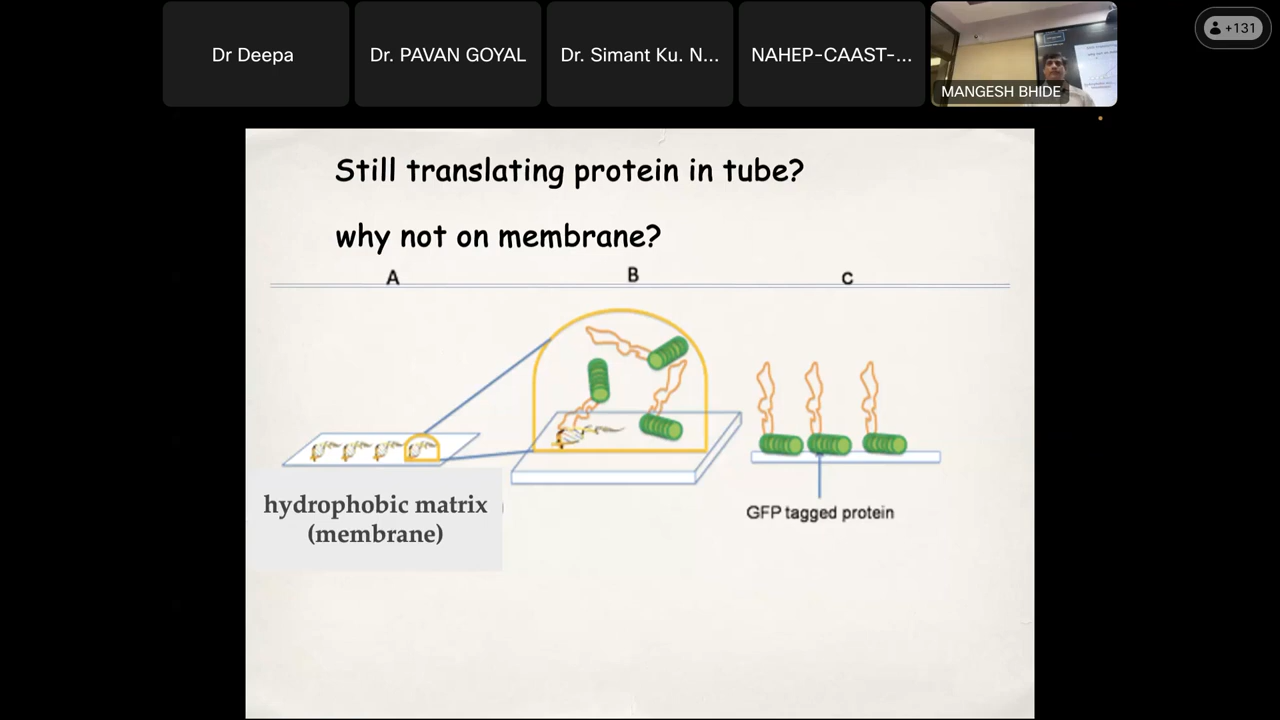 Dr Deepa
Dr. PAVAN GOYAL
Dr. Simant Ku. N...
NAHEP-CAAST-...
MANGESH BHIDE
+131
Still translating protein in tube?
why not on membrane?
A
B
C
hydrophobic matrix
(membrane)
GFP tagged protein